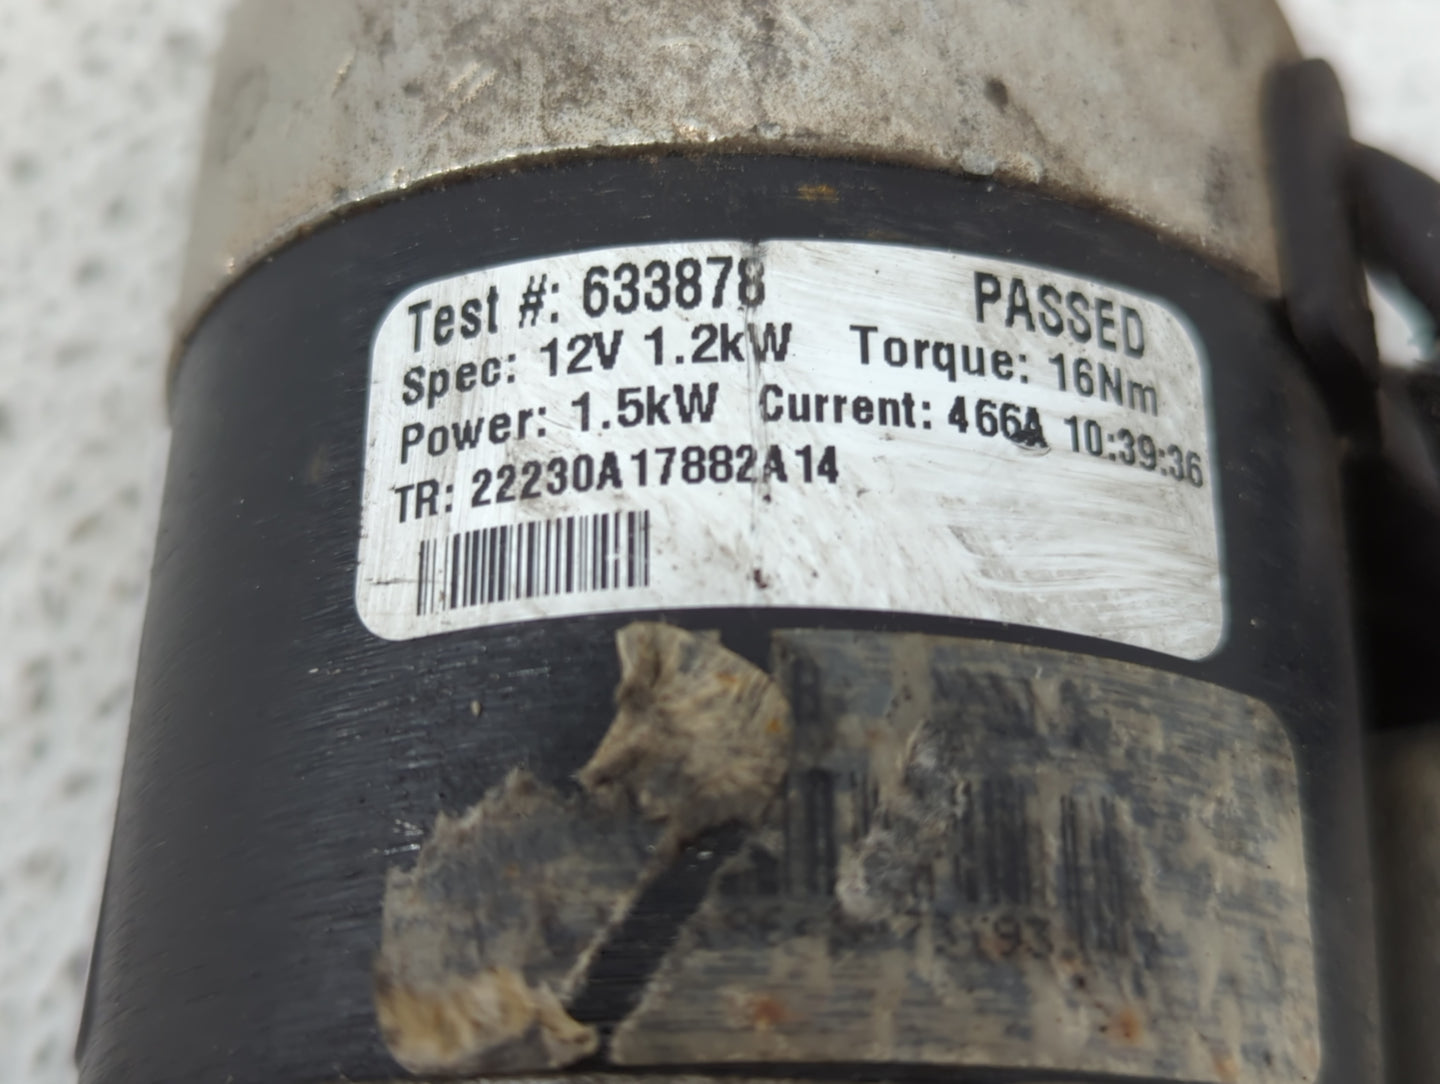 Test #: 633878 PASSED
Spec: 12V 1.2kW Torque: 16Nm
Power: 1.5kW Current: 466A 10:39:36
TR: 22230A17882A14